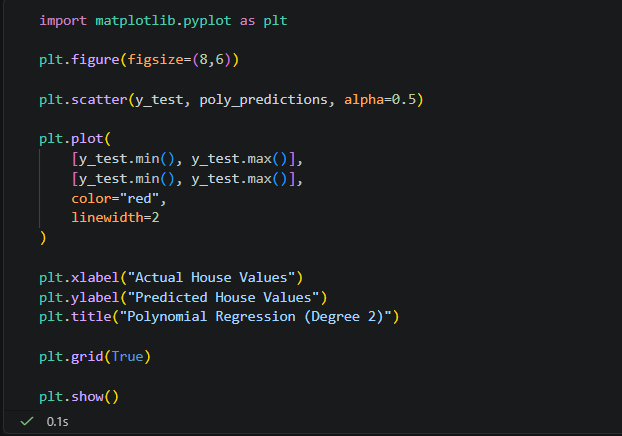 import matplotlib.pyplot as plt
plt.figure(figsize=(8,6))
plt.scatter(y_test, poly_predictions, alpha=0.5)
plt.plot(
    [y_test.min(), y_test.max()],
    [y_test.min(), y_test.max()],
    color="red",
    linewidth=2
)
plt.xlabel("Actual House Values")
plt.ylabel("Predicted House Values")
plt.title("Polynomial Regression (Degree 2)")
plt.grid(True)
plt.show()
0.1s